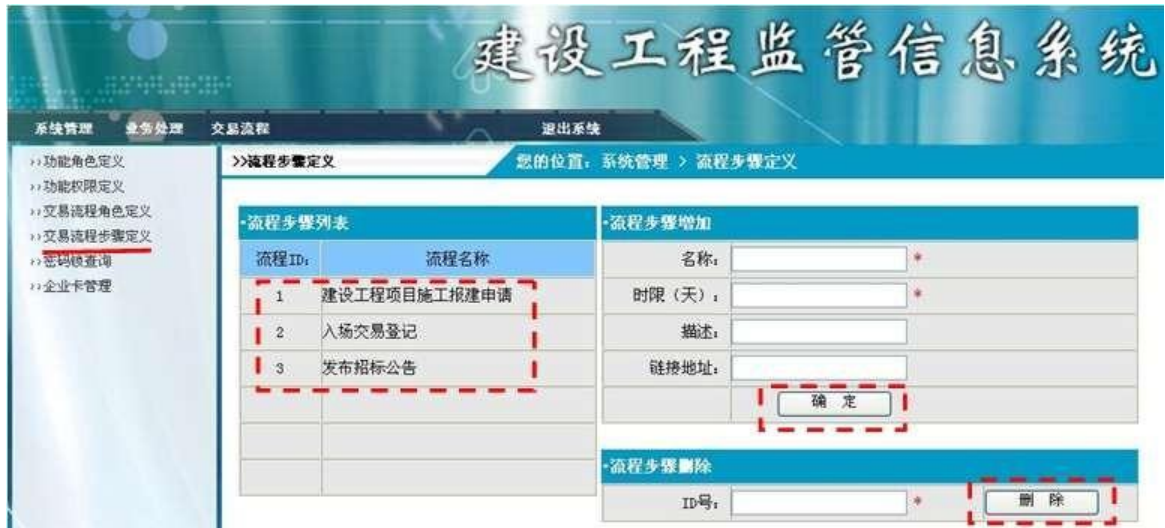 建设工程监管信息系统
系统管理 业务处理 交易流程 退出系统
>>功能角色定义
>>功能权限定义
>>交易流程角色定义
>>交易流程步骤定义
>>密码锁查询
>>企业卡管理
>>流程步骤定义 您的位置：系统管理 > 流程步骤定义
·流程步骤列表
流程ID： 流程名称
1 建设工程项目施工报建申请
2 入场交易登记
3 发布招标公告
·流程步骤增加
名称： *
时限（天）： *
描述：
链接地址：
确 定
·流程步骤删除
ID号： * 删 除